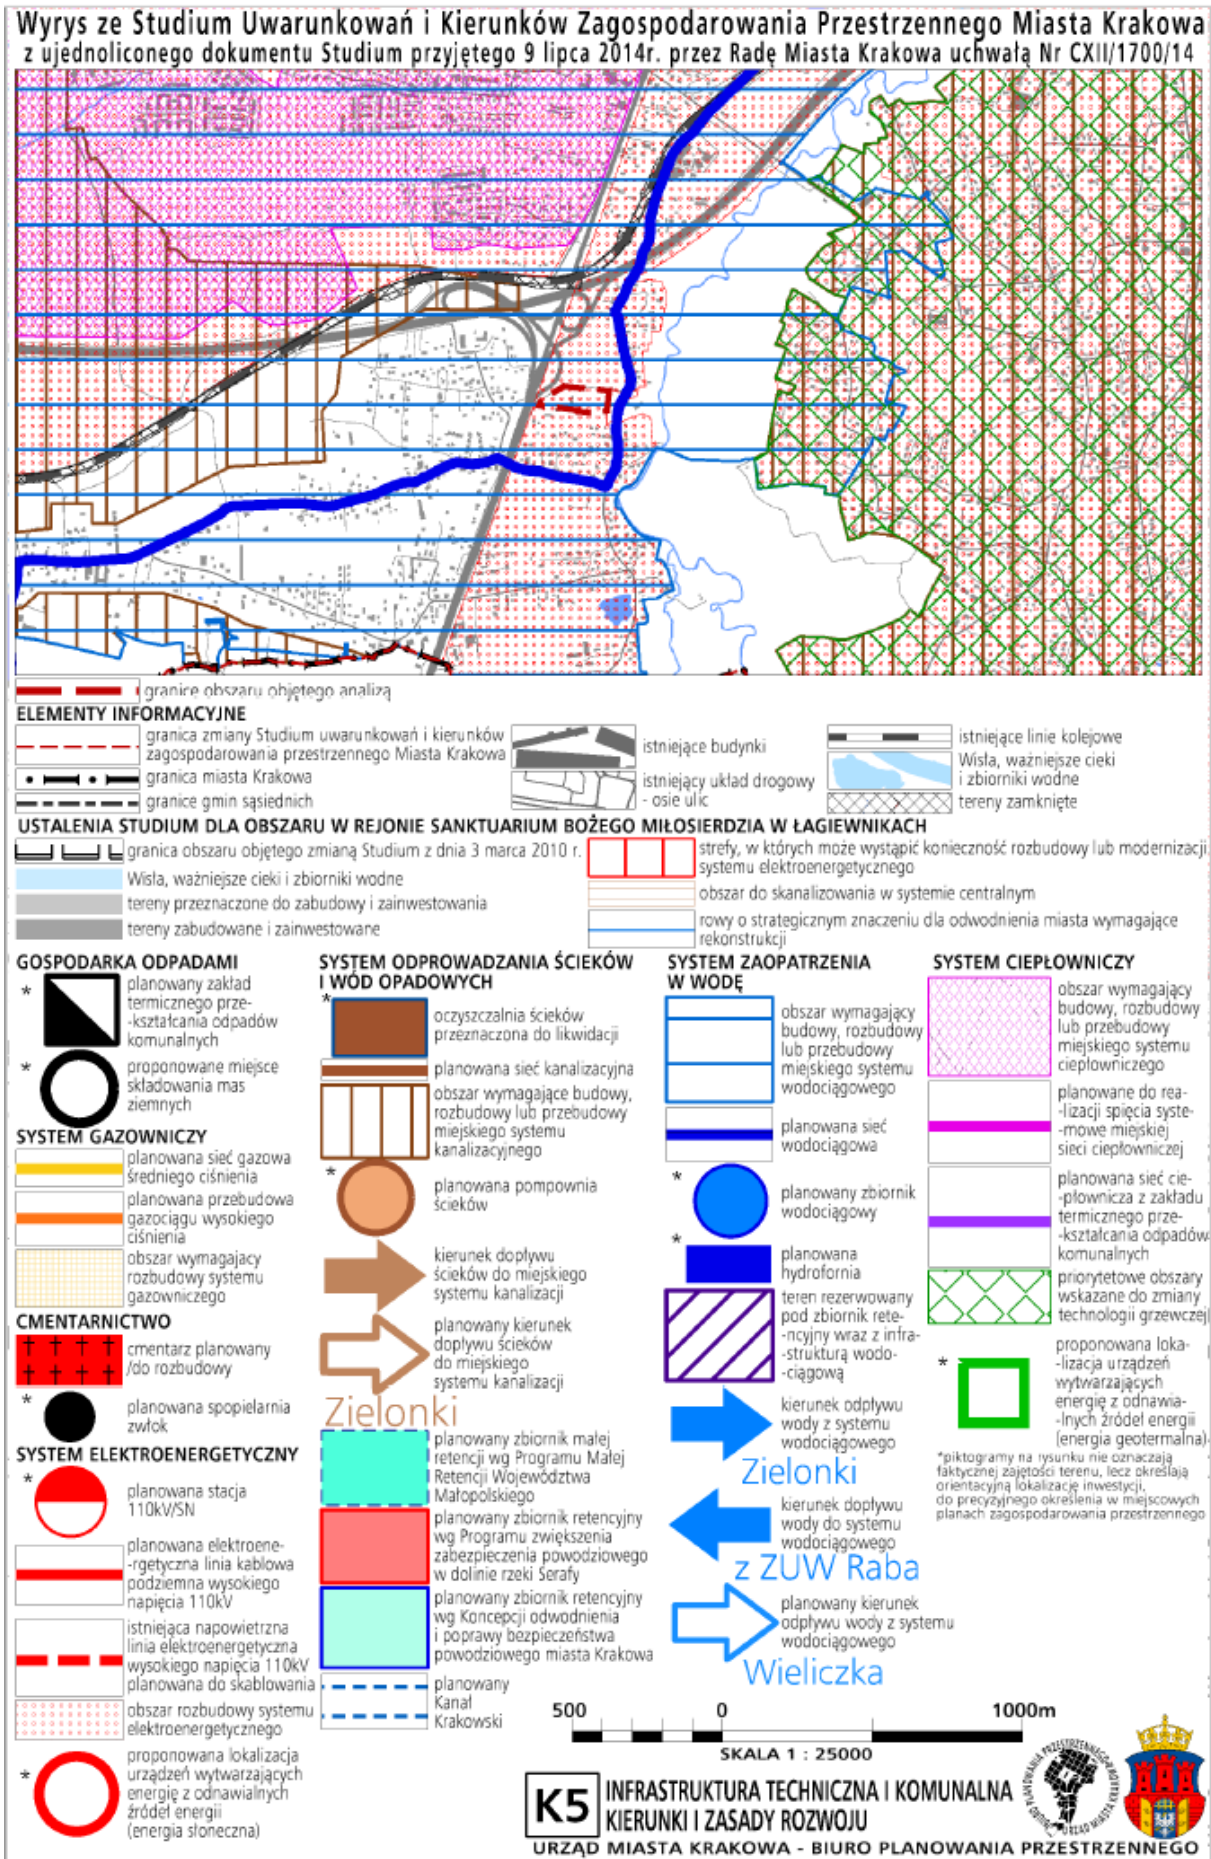 Wyrys ze Studium Uwarunkowań i Kierunków Zagospodarowania Przestrzennego Miasta Krakowa
z ujednoliconego dokumentu Studium przyjętego 9 lipca 2014r. przez Radę Miasta Krakowa uchwałą Nr CXII/1700/14
granice obszaru objętego analizą
ELEMENTY INFORMACYJNE
granica zmiany Studium uwarunkowań i kierunków
zagospodarowania przestrzennego Miasta Krakowa
granica miasta Krakowa
granice gmin sąsiednich
istniejące budynki
istniejący układ drogowy
- osie ulic
istniejące linie kolejowe
Wisła, ważniejsze cieki
i zbiorniki wodne
tereny zamknięte
USTALENIA STUDIUM DLA OBSZARU W REJONIE SANKTUARIUM BOŻEGO MIŁOSIERDZIA W ŁAGIEWNIKACH
granica obszaru objętego zmianą Studium z dnia 3 marca 2010 r.
Wisła, ważniejsze cieki i zbiorniki wodne
tereny przeznaczone do zabudowy i zainwestowania
tereny zabudowane i zainwestowane
strefy, w których może wystąpić konieczność rozbudowy lub modernizacji
systemu elektroenergetycznego
obszar do skanalizowania w systemie centralnym
rowy o strategicznym znaczeniu dla odwodnienia miasta wymagające
rekonstrukcji
GOSPODARKA ODPADAMI
*
planowany zakład
termicznego prze-
-kształcania odpadów
komunalnych
*
proponowane miejsce
składowania mas
ziemnych
SYSTEM GAZOWNICZY
planowana sieć gazowa
średniego ciśnienia
planowana przebudowa
gazociągu wysokiego
ciśnienia
obszar wymagajacy
rozbudowy systemu
gazowniczego
CMENTARNICTWO
cmentarz planowany
/do rozbudowy
*
planowana spopielarnia
zwłok
SYSTEM ELEKTROENERGETYCZNY
*
planowana stacja
110kV/SN
planowana elektroene-
-rgetyczna linia kablowa
podziemna wysokiego
napięcia 110kV
istniejąca napowietrzna
linia elektroenergetyczna
wysokiego napięcia 110kV
planowana do skablowania
obszar rozbudowy systemu
elektroenergetycznego
*
proponowana lokalizacja
urządzeń wytwarzających
energię z odnawialnych
źródeł energii
(energia słoneczna)
SYSTEM ODPROWADZANIA ŚCIEKÓW
I WÓD OPADOWYCH
*
oczyszczalnia ścieków
przeznaczona do likwidacji
planowana sieć kanalizacyjna
obszar wymagające budowy,
rozbudowy lub przebudowy
miejskiego systemu
kanalizacyjnego
*
planowana pompownia
ścieków
kierunek dopływu
ścieków do miejskiego
systemu kanalizacji
planowany kierunek
dopływu ścieków
do miejskiego
systemu kanalizacji
Zielonki
planowany zbiornik małej
retencji wg Programu Małej
Retencji Województwa
Małopolskiego
planowany zbiornik retencyjny
wg Programu zwiększenia
zabezpieczenia powodziowego
w dolinie rzeki Serafy
planowany zbiornik retencyjny
wg Koncepcji odwodnienia
i poprawy bezpieczeństwa
powodziowego miasta Krakowa
planowany
Kanał
Krakowski
SYSTEM ZAOPATRZENIA
W WODĘ
obszar wymagający
budowy, rozbudowy
lub przebudowy
miejskiego systemu
wodociągowego
planowana sieć
wodociągowa
*
planowany zbiornik
wodociągowy
*
planowana
hydrofornia
teren rezerwowany
pod zbiornik rete-
-ncyjny wraz z infra-
-strukturą wodo-
-ciągową
kierunek odpływu
wody z systemu
wodociągowego
Zielonki
kierunek dopływu
wody do systemu
wodociągowego
z ZUW Raba
planowany kierunek
odpływu wody z systemu
wodociągowego
Wieliczka
SYSTEM CIEPŁOWNICZY
obszar wymagający
budowy, rozbudowy
lub przebudowy
miejskiego systemu
ciepłowniczego
planowane do rea-
-lizacji spięcia syste-
-mowe miejskiej
sieci ciepłowniczej
planowana sieć cie-
-płownicza z zakładu
termicznego prze-
-kształcania odpadów
komunalnych
priorytetowe obszary
wskazane do zmiany
technologii grzewczej
*
proponowana loka-
-lizacja urządzeń
wytwarzających
energię z odnawia-
-lnych źródeł energii
(energia geotermalna)
*piktogramy na rysunku nie oznaczają
faktycznej zajętości terenu, lecz określają
orientacyjną lokalizację inwestycji,
do precyzyjnego określenia w miejscowych
planach zagospodarowania przestrzennego
500 0 1000m
SKALA 1 : 25000
K5
INFRASTRUKTURA TECHNICZNA I KOMUNALNA
KIERUNKI I ZASADY ROZWOJU
URZĄD MIASTA KRAKOWA - BIURO PLANOWANIA PRZESTRZENNEGO